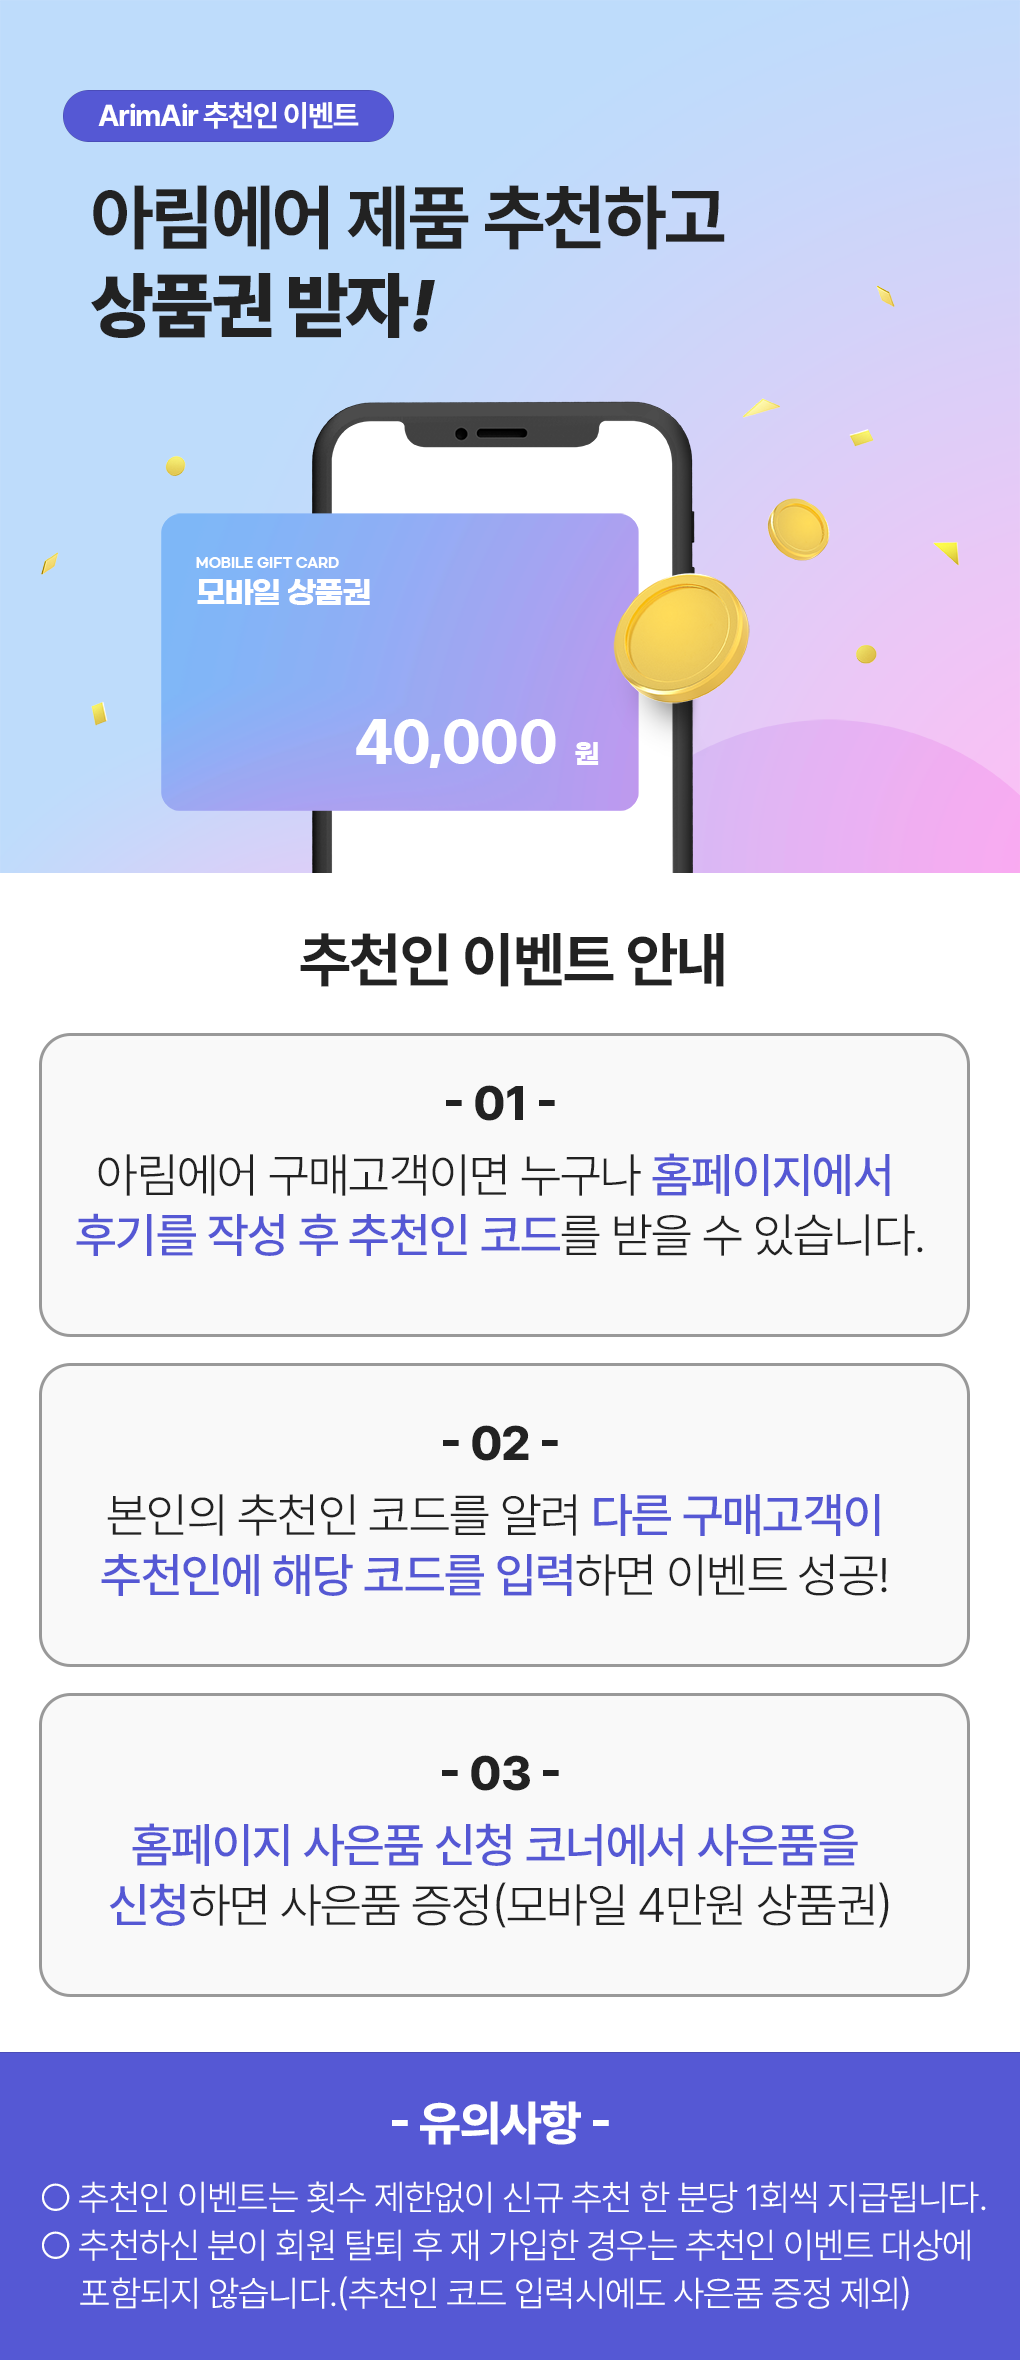 ArimAir 추천인 이벤트
아림에어 제품 추천하고
상품권 받자!
MOBILE GIFT CARD
모바일 상품권
40,000 원
추천인 이벤트 안내
- 01 -
아림에어 구매고객이면 누구나 홈페이지에서
후기를 작성 후 추천인 코드를 받을 수 있습니다.
- 02 -
본인의 추천인 코드를 알려 다른 구매고객이
추천인에 해당 코드를 입력하면 이벤트 성공!
- 03 -
홈페이지 사은품 신청 코너에서 사은품을
신청하면 사은품 증정(모바일 4만원 상품권)
- 유의사항 -
○ 추천인 이벤트는 횟수 제한없이 신규 추천 한 분당 1회씩 지급됩니다.
○ 추천하신 분이 회원 탈퇴 후 재 가입한 경우는 추천인 이벤트 대상에
포함되지 않습니다.(추천인 코드 입력시에도 사은품 증정 제외)